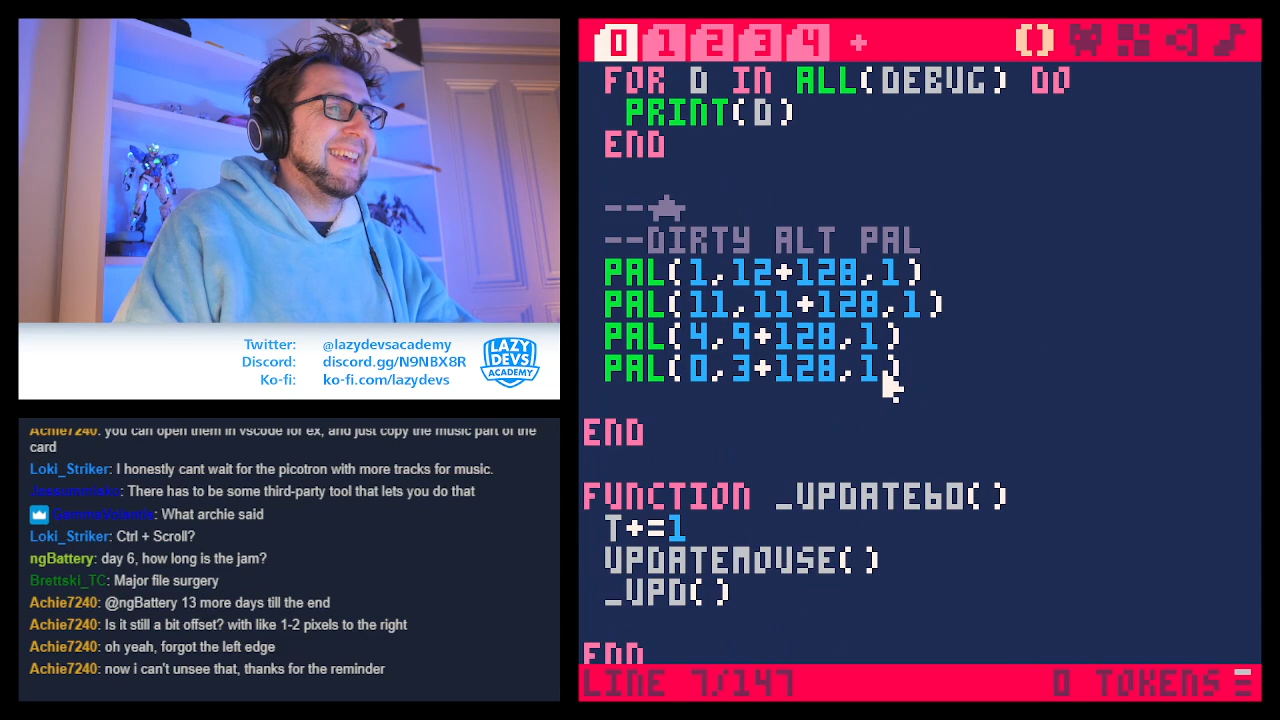 Twitter: @lazydevsacademy
Discord: discord.gg/N9NBX8R
Ko-fi: ko-fi.com/lazydevs
LAZY
DEVS
ACADEMY
Achie7240: you can open them in vscode for ex, and just copy the music part of the
card
Loki_Striker: I honestly cant wait for the picotron with more tracks for music.
There has to be some third-party tool that lets you do that
What archie said
Loki_Striker: Ctrl + Scroll?
ngBattery: day 6, how long is the jam?
Brettski_TC: Major file surgery
Achie7240: @ngBattery 13 more days till the end
Achie7240: Is it still a bit offset? with like 1-2 pixels to the right
Achie7240: oh yeah, forgot the left edge
Achie7240: now i can't unsee that, thanks for the reminder
0 1 2 3 4 +
FOR D IN ALL(DEBUG) DO
PRINT(D)
END
--
--DIRTY ALT PAL
PAL(1,12+128,1)
PAL(11,11+128,1)
PAL(4,9+128,1)
PAL(0,3+128,1)
END
FUNCTION _UPDATE60()
T+=1
UPDATEMOUSE()
_UPD()
END
LINE 7/147 0 TOKENS